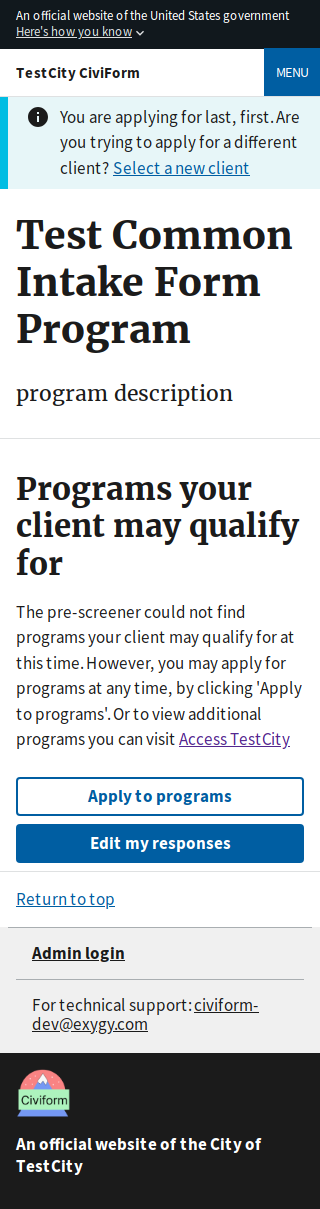 An official website of the United States government
Here's how you know
TestCity CiviForm
MENU
You are applying for last, first. Are
you trying to apply for a different
client? Select a new client
Test Common
Intake Form
Program
program description
Programs your
client may qualify
for
The pre-screener could not find
programs your client may qualify for at
this time. However, you may apply for
programs at any time, by clicking 'Apply
to programs'. Or to view additional
programs you can visit Access TestCity
Apply to programs
Edit my responses
Return to top
Admin login
For technical support: civiform-
dev@exygy.com
Civiform
An official website of the City of
TestCity